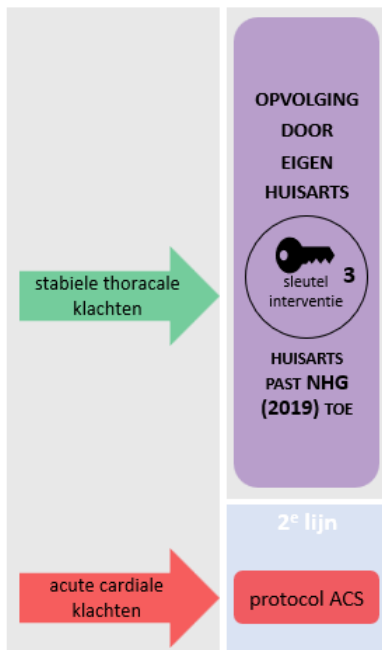 OPVOLGING
DOOR
EIGEN
HUISARTS
3
sleutel
interventie
HUISARTS
PAST NHG
(2019) TOE
stabiele thoracale
klachten
2e lijn
acute cardiale
klachten
protocol ACS